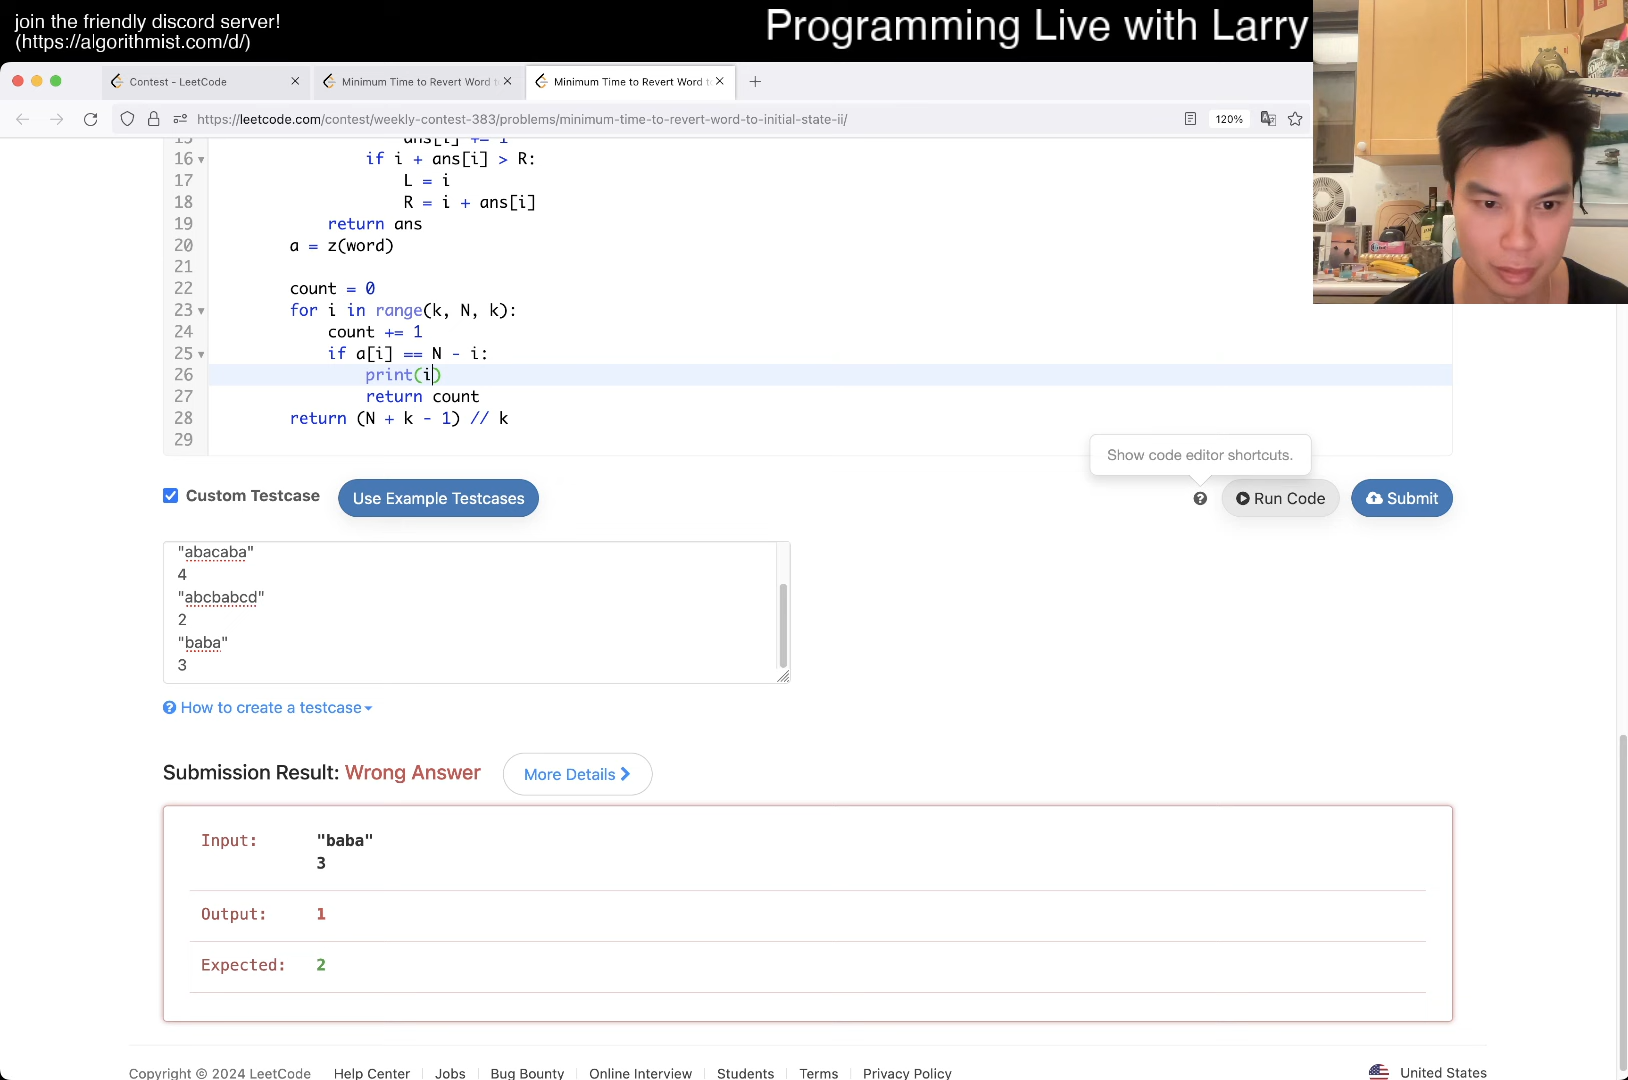 join the friendly discord server!
(https://algorithmist.com/d/)
Programming Live with Larry
Contest - LeetCode
Minimum Time to Revert Word t
Minimum Time to Revert Word t
https://leetcode.com/contest/weekly-contest-383/problems/minimum-time-to-revert-word-to-initial-state-ii/
120%
15 ans[i] += 1
16 if i + ans[i] > R:
17 L = i
18 R = i + ans[i]
19 return ans
20 a = z(word)
21
22 count = 0
23 for i in range(k, N, k):
24 count += 1
25 if a[i] == N - i:
26 print(i)
27 return count
28 return (N + k - 1) // k
29
Show code editor shortcuts.
Custom Testcase
Use Example Testcases
Run Code
Submit
"abacaba"
4
"abcbabcd"
2
"baba"
3
How to create a testcase
Submission Result: Wrong Answer
More Details
Input: "baba"
3
Output: 1
Expected: 2
Copyright © 2024 LeetCode
Help Center
Jobs
Bug Bounty
Online Interview
Students
Terms
Privacy Policy
United States